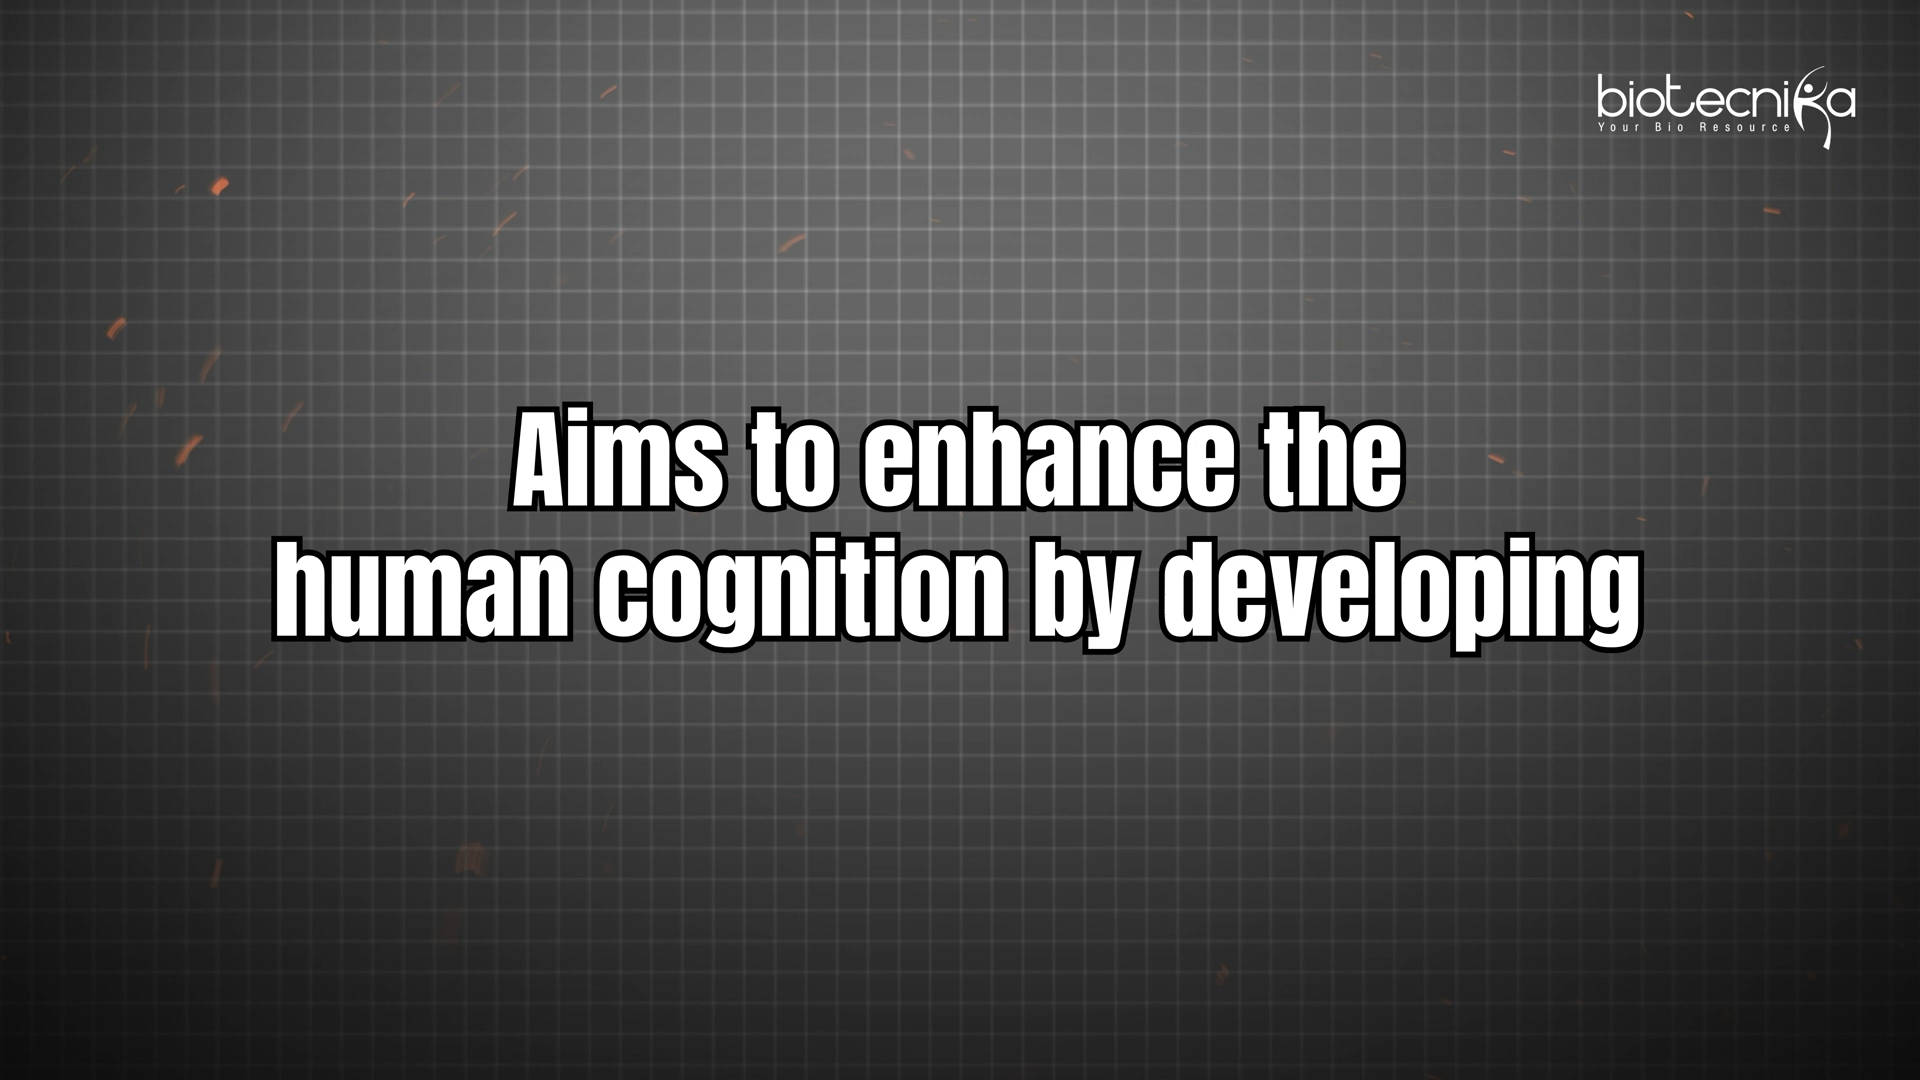 biotecnika
Your Bio Resource
Aims to enhance the
human cognition by developing